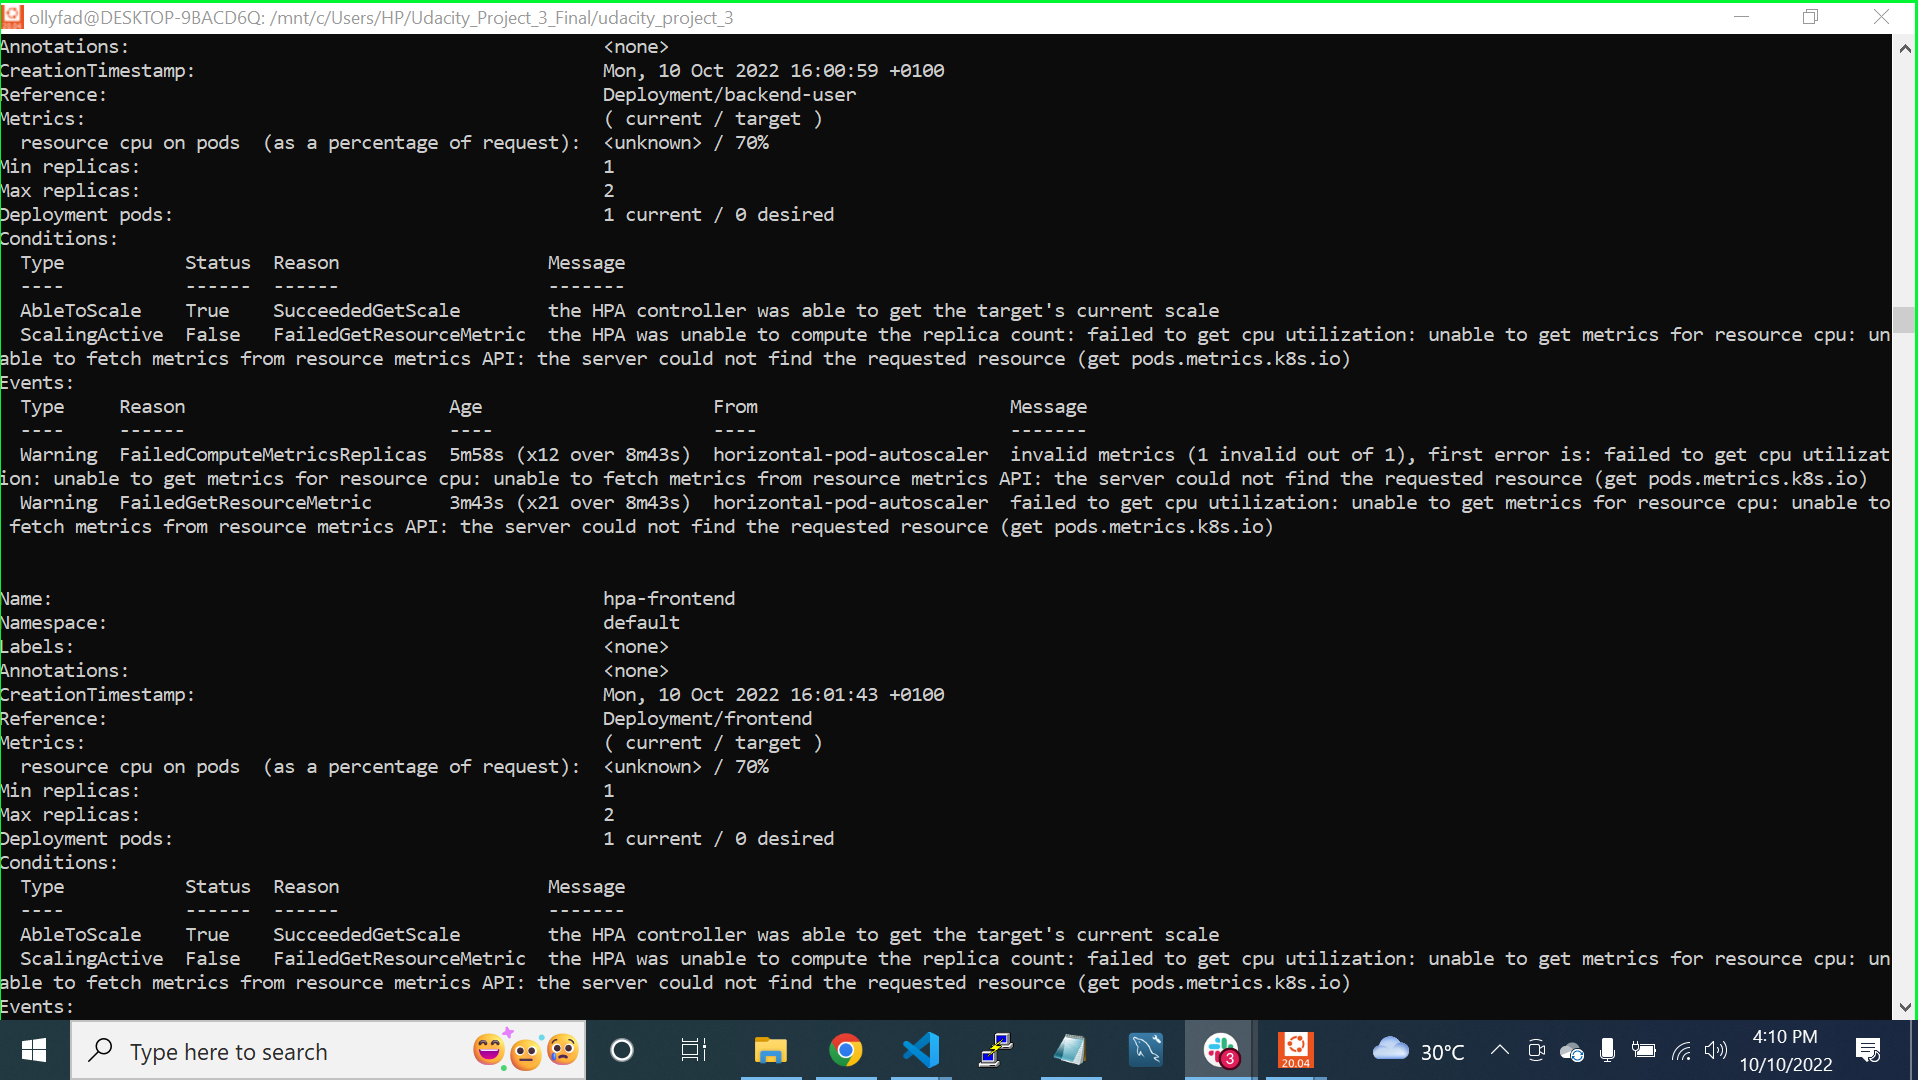 ollyfad@DESKTOP-9BACD6Q: /mnt/c/Users/HP/Udacity_Project_3_Final/udacity_project_3
Annotations: <none>
CreationTimestamp: Mon, 10 Oct 2022 16:00:59 +0100
Reference: Deployment/backend-user
Metrics: ( current / target )
resource cpu on pods (as a percentage of request): <unknown> / 70%
Min replicas: 1
Max replicas: 2
Deployment pods: 1 current / 0 desired
Conditions:
Type Status Reason Message
---- ------ ------ -------
AbleToScale True SucceededGetScale the HPA controller was able to get the target's current scale
ScalingActive False FailedGetResourceMetric the HPA was unable to compute the replica count: failed to get cpu utilization: unable to get metrics for resource cpu: un
able to fetch metrics from resource metrics API: the server could not find the requested resource (get pods.metrics.k8s.io)
Events:
Type Reason Age From Message
---- ------ ---- ---- -------
Warning FailedComputeMetricsReplicas 5m58s (x12 over 8m43s) horizontal-pod-autoscaler invalid metrics (1 invalid out of 1), first error is: failed to get cpu utilizat
ion: unable to get metrics for resource cpu: unable to fetch metrics from resource metrics API: the server could not find the requested resource (get pods.metrics.k8s.io)
Warning FailedGetResourceMetric 3m43s (x21 over 8m43s) horizontal-pod-autoscaler failed to get cpu utilization: unable to get metrics for resource cpu: unable to
fetch metrics from resource metrics API: the server could not find the requested resource (get pods.metrics.k8s.io)
Name: hpa-frontend
Namespace: default
Labels: <none>
Annotations: <none>
CreationTimestamp: Mon, 10 Oct 2022 16:01:43 +0100
Reference: Deployment/frontend
Metrics: ( current / target )
resource cpu on pods (as a percentage of request): <unknown> / 70%
Min replicas: 1
Max replicas: 2
Deployment pods: 1 current / 0 desired
Conditions:
Type Status Reason Message
---- ------ ------ -------
AbleToScale True SucceededGetScale the HPA controller was able to get the target's current scale
ScalingActive False FailedGetResourceMetric the HPA was unable to compute the replica count: failed to get cpu utilization: unable to get metrics for resource cpu: un
able to fetch metrics from resource metrics API: the server could not find the requested resource (get pods.metrics.k8s.io)
Events:
Type here to search
3
20.04
30°C
4:10 PM
10/10/2022